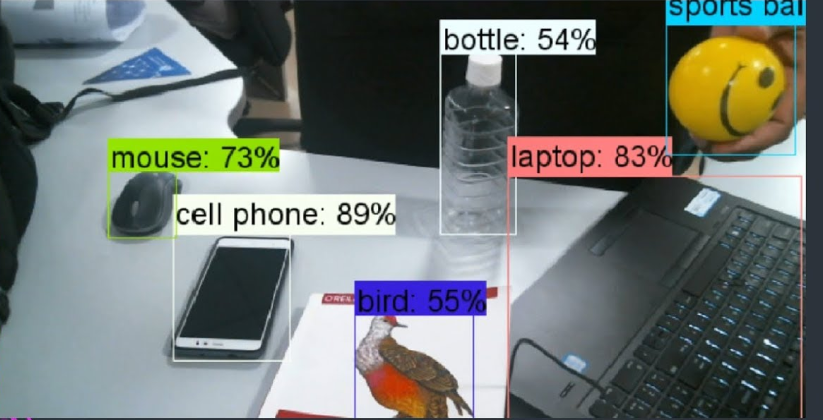 sports bal
bottle: 54%
mouse: 73%
laptop: 83%
cell phone: 89%
bird: 55%